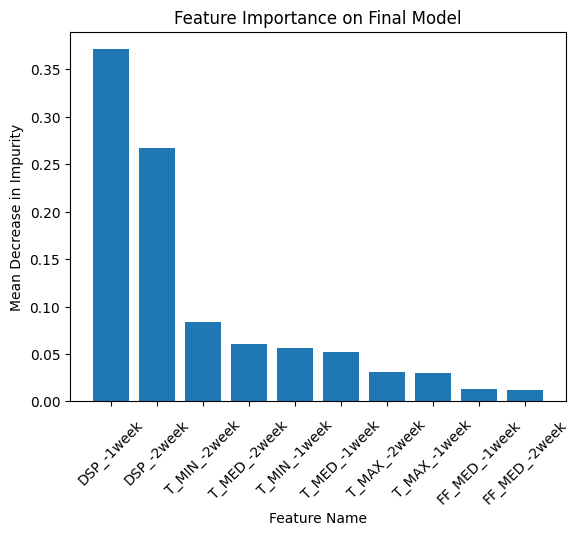 Feature Importance on Final Model
Mean Decrease in Impurity
0.35
0.30
0.25
0.20
0.15
0.10
0.05
0.00
DSP_-1week
DSP_-2week
T_MIN_-2week
T_MED_-2week
T_MIN_-1week
T_MED_-1week
T_MAX_-2week
T_MAX_-1week
FF_MED_-1week
FF_MED_-2week
Feature Name